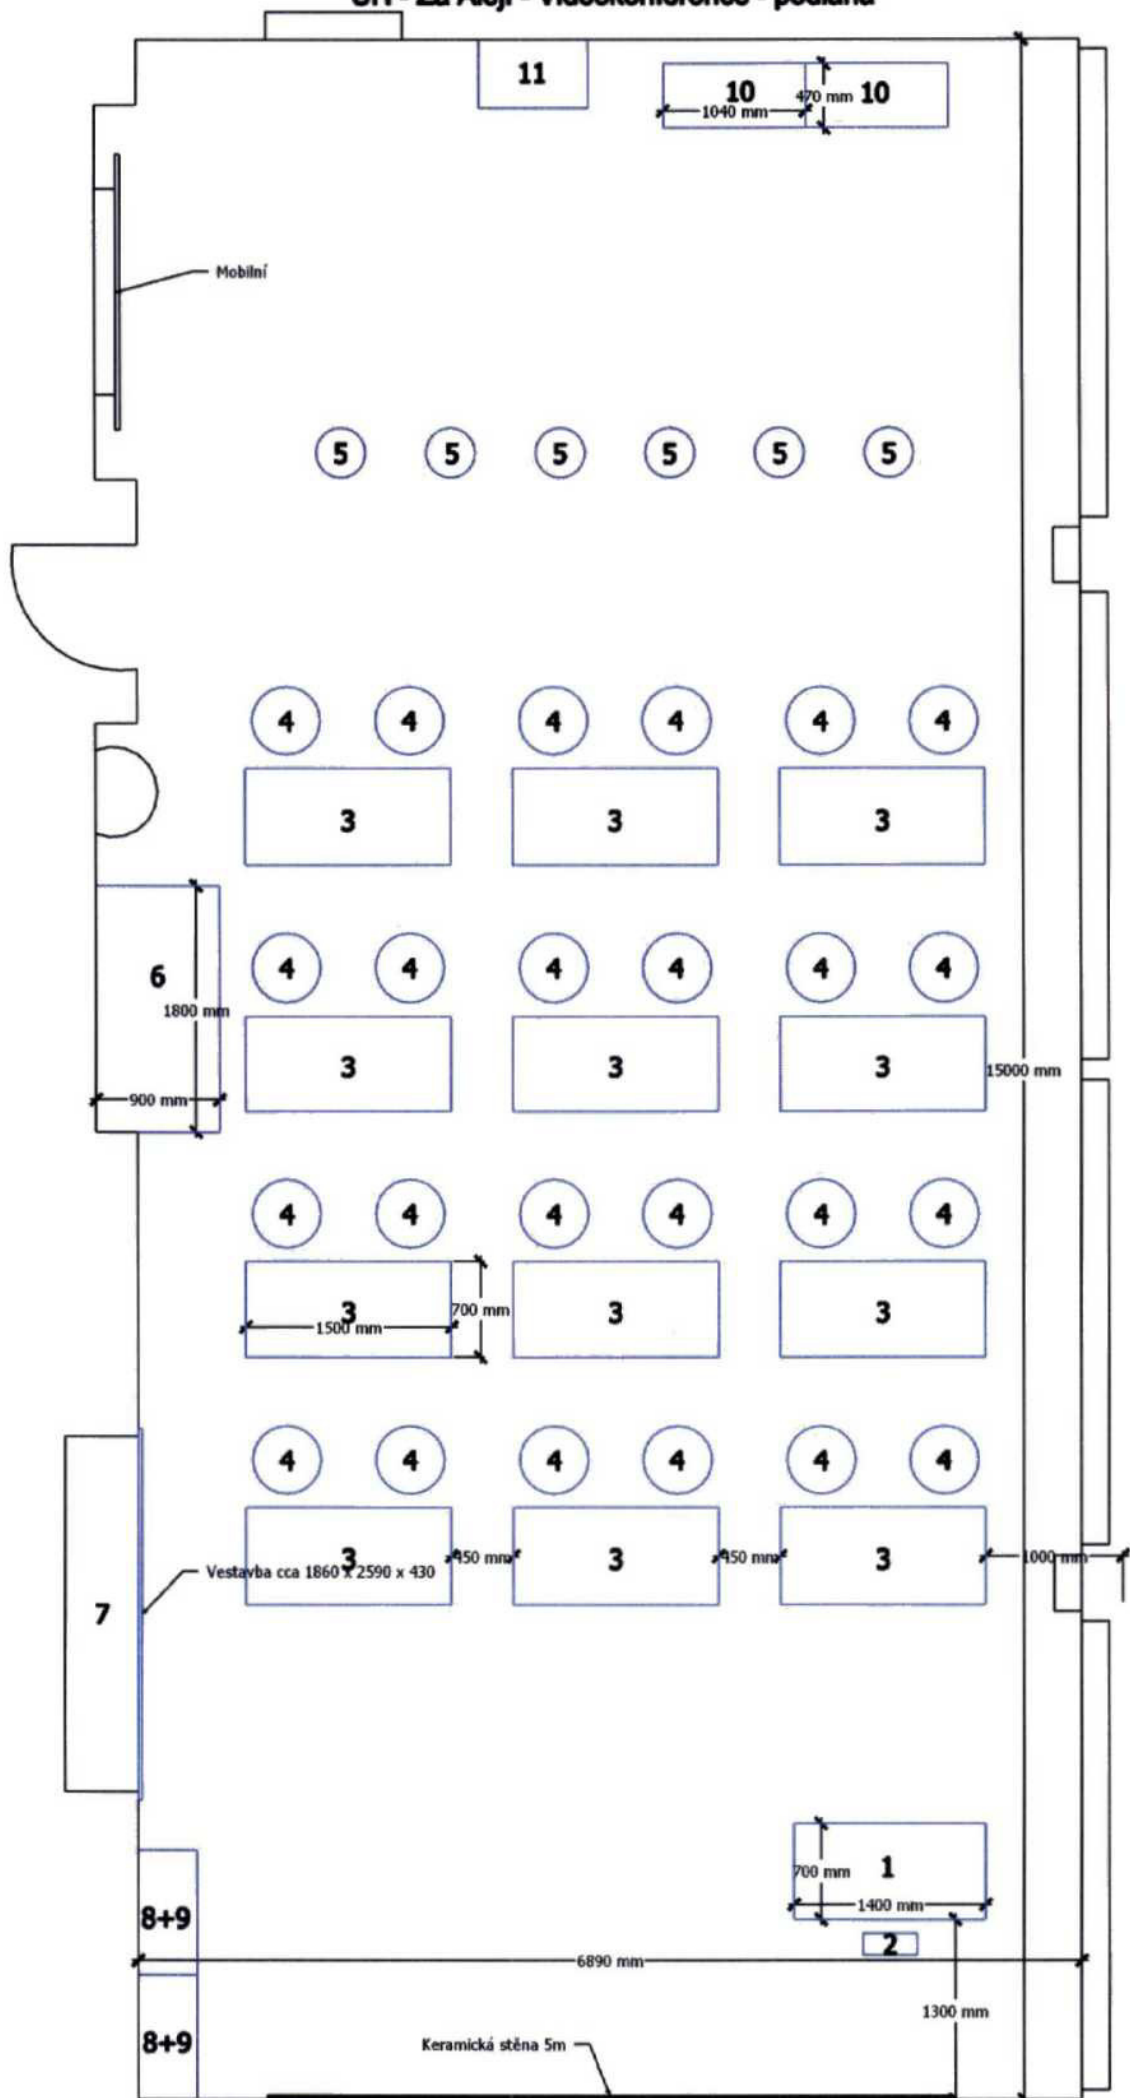 - Za Alejí - Videokonference - podlaha
11
10 470 mm 10
1040 mm
Mobilní
5 5 5 5 5 5
4 4 4 4 4 4
3 3 3
6
4 4 4 4 4 4
1800 mm
3 3 3 15000 mm
900 mm
4 4 4 4 4 4
3 700 mm 3 3
1500 mm
4 4 4 4 4 4
3 450 mm 3 450 mm 3 1000 mm
Vestavba cca 1860 x 2590 x 430
7
700 mm 1
1400 mm
8+9
2
6890 mm
1300 mm
8+9
Keramická stěna 5m